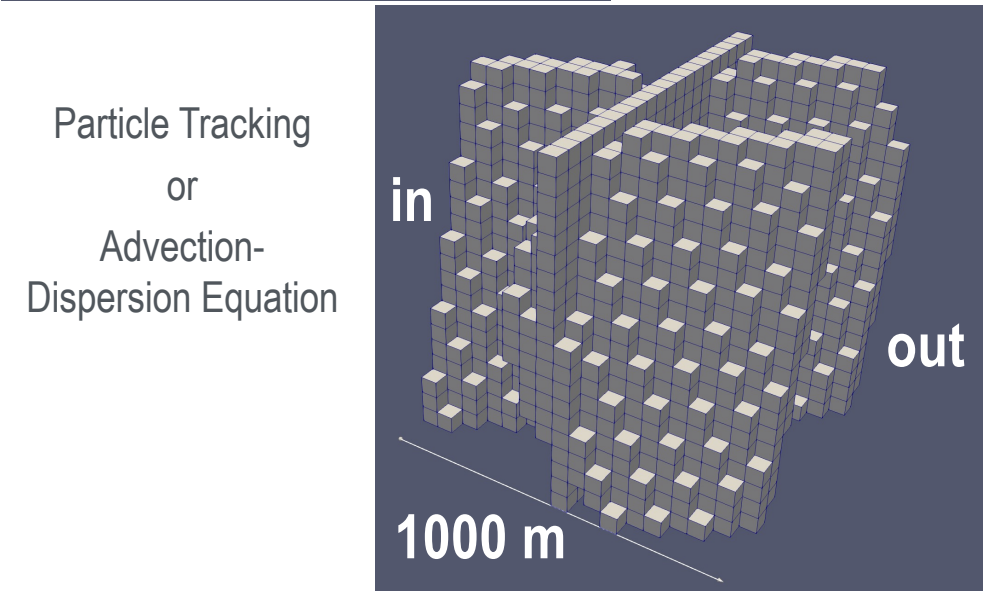 Particle Tracking
or
Advection-
Dispersion Equation
in
out
1000 m